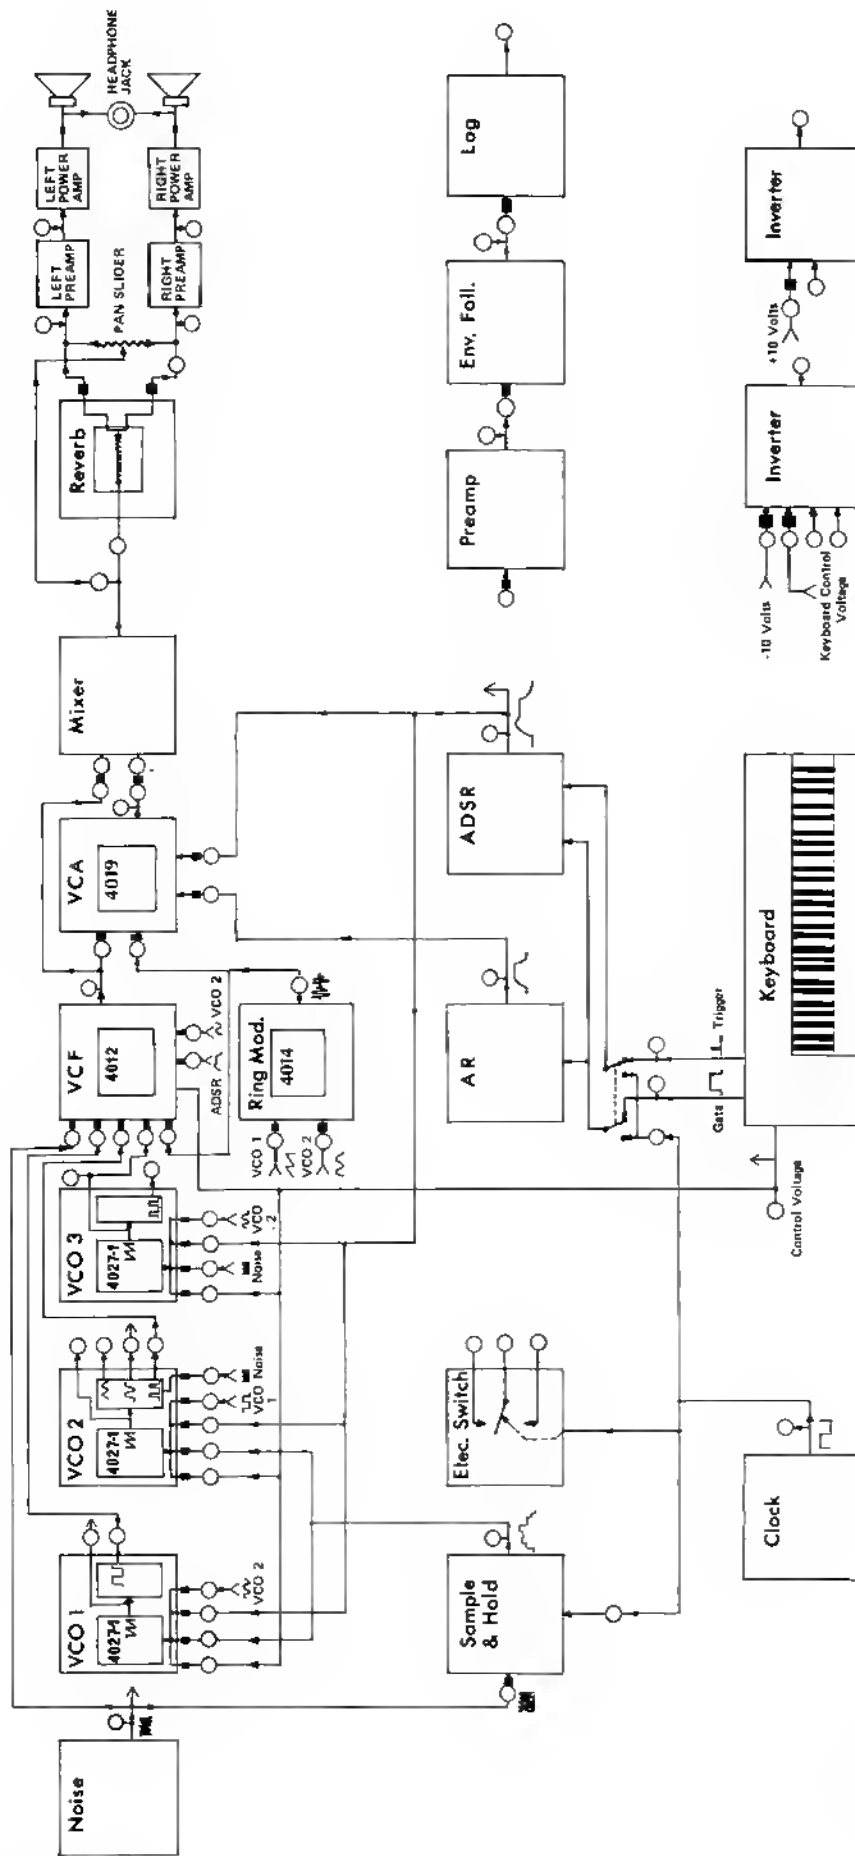 Noise
VCO 1
4027-1
VCO 2
VCO 2
4027-1
VCO
1
Noise
VCO 3
4027-1
Noise
VCO
2
VCF
4012
ADSR
VCO 2
Ring Mod.
4014
VCO 1
VCO 2
VCA
4019
Mixer
Reverb
PAN SLIDER
LEFT
PREAMP
RIGHT
PREAMP
LEFT
POWER
AMP
RIGHT
POWER
AMP
HEADPHONE
JACK
Sample
& Hold
Elec. Switch
AR
ADSR
Preamp
Env. Foll.
Lag
Clock
Control Voltage
Gate
Trigger
Keyboard
-10 Volts
Keyboard Control
Voltage
Inverter
+10 Volts
Inverter